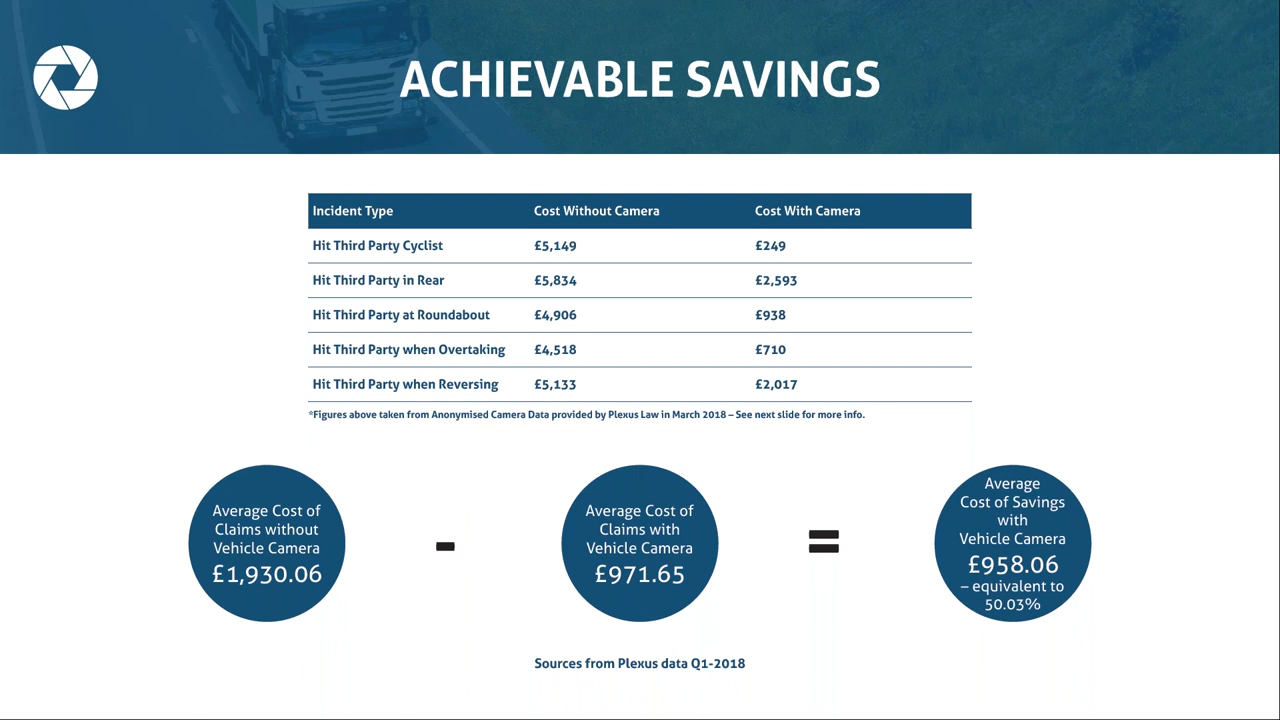 ACHIEVABLE SAVINGS
Incident Type Cost Without Camera Cost With Camera
Hit Third Party Cyclist £5,149 £249
Hit Third Party in Rear £5,834 £2,593
Hit Third Party at Roundabout £4,906 £938
Hit Third Party when Overtaking £4,518 £710
Hit Third Party when Reversing £5,133 £2,017
*Figures above taken from Anonymised Camera Data provided by Plexus Law in March 2018 – See next slide for more info.
Average Cost of
Claims without
Vehicle Camera
£1,930.06
-
Average Cost of
Claims with
Vehicle Camera
£971.65
=
Average
Cost of Savings
with
Vehicle Camera
£958.06
– equivalent to
50.03%
Sources from Plexus data Q1-2018